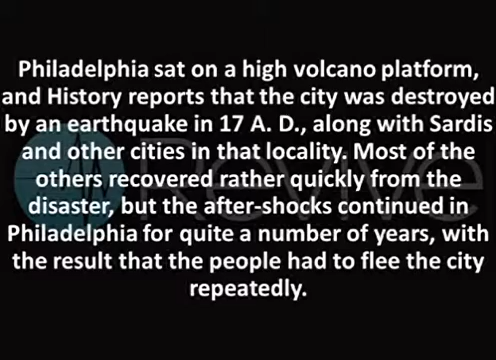 Philadelphia sat on a high volcano platform,
and History reports that the city was destroyed
by an earthquake in 17 A. D., along with Sardis
and other cities in that locality. Most of the
others recovered rather quickly from the
disaster, but the after-shocks continued in
Philadelphia for quite a number of years, with
the result that the people had to flee the city
repeatedly.
Revive